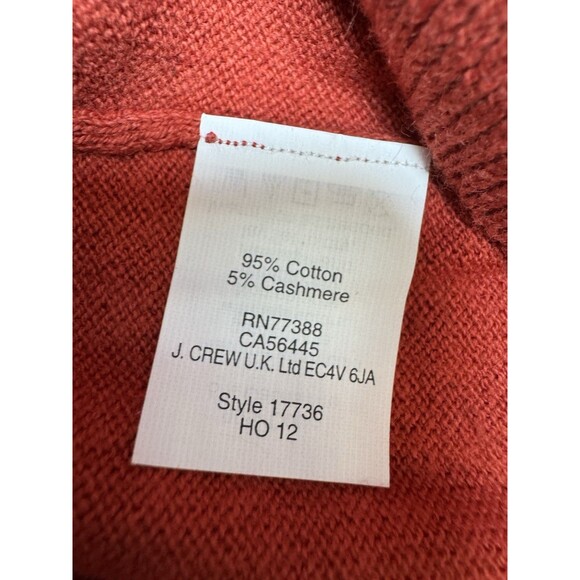 95% Cotton
5% Cashmere
RN77388
CA56445
J. CREW U.K. Ltd EC4V 6JA
Style 17736
HO 12